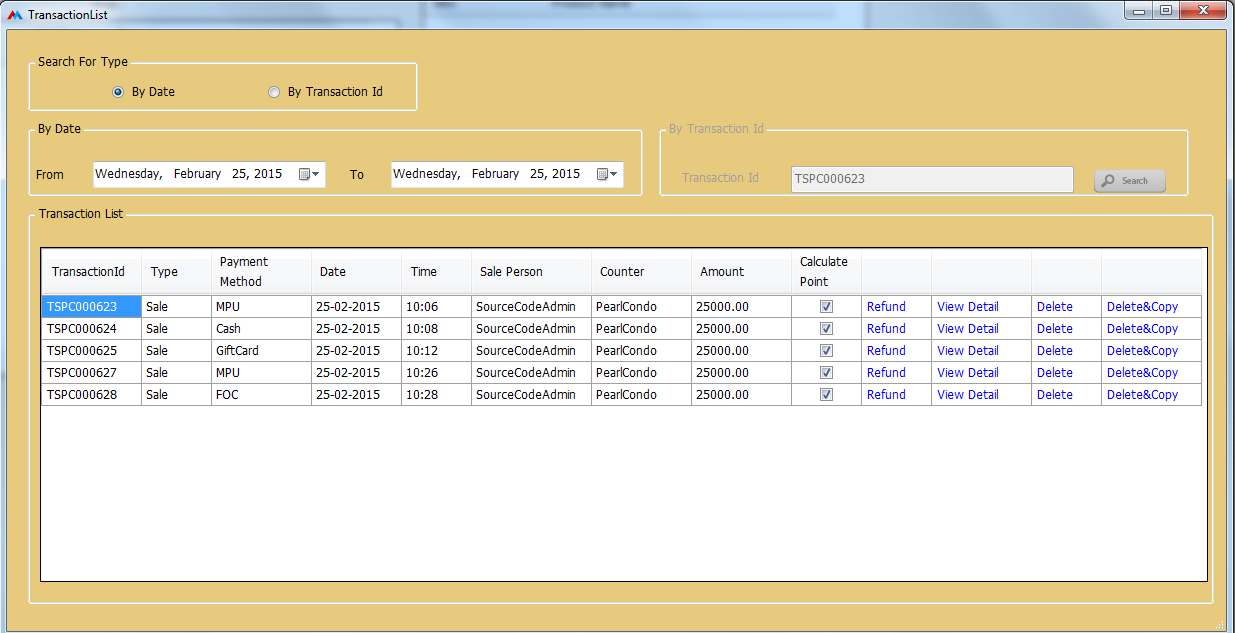 TransactionList
Search For Type
By Date By Transaction Id
By Date By Transaction Id
From Wednesday, February 25, 2015 To Wednesday, February 25, 2015 Transaction Id TSPC000623 Search
Transaction List
TransactionId Type Payment Method Date Time Sale Person Counter Amount Calculate Point
TSPC000623 Sale MPU 25-02-2015 10:06 SourceCodeAdmin PearlCondo 25000.00 Refund View Detail Delete Delete&Copy
TSPC000624 Sale Cash 25-02-2015 10:08 SourceCodeAdmin PearlCondo 25000.00 Refund View Detail Delete Delete&Copy
TSPC000625 Sale GiftCard 25-02-2015 10:12 SourceCodeAdmin PearlCondo 25000.00 Refund View Detail Delete Delete&Copy
TSPC000627 Sale MPU 25-02-2015 10:26 SourceCodeAdmin PearlCondo 25000.00 Refund View Detail Delete Delete&Copy
TSPC000628 Sale FOC 25-02-2015 10:28 SourceCodeAdmin PearlCondo 25000.00 Refund View Detail Delete Delete&Copy